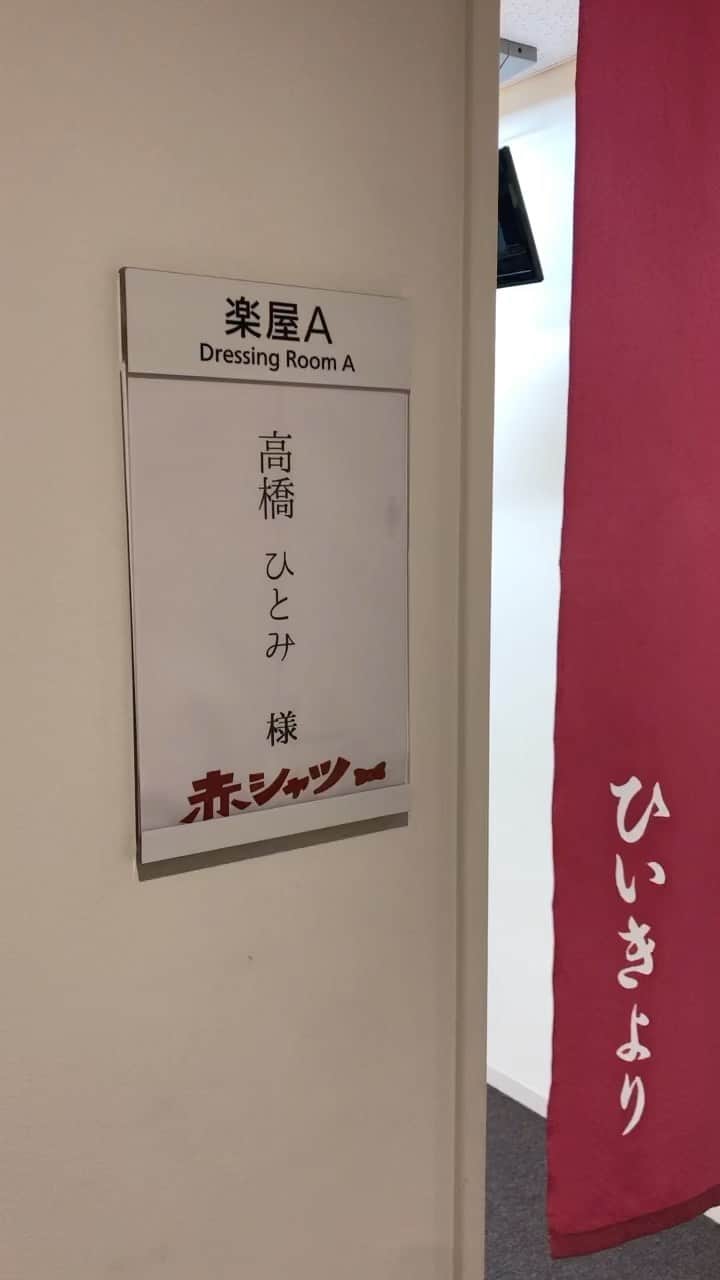 楽屋A
Dressing Room A
高橋 ひとみ 様
赤シャツ
ひいきより